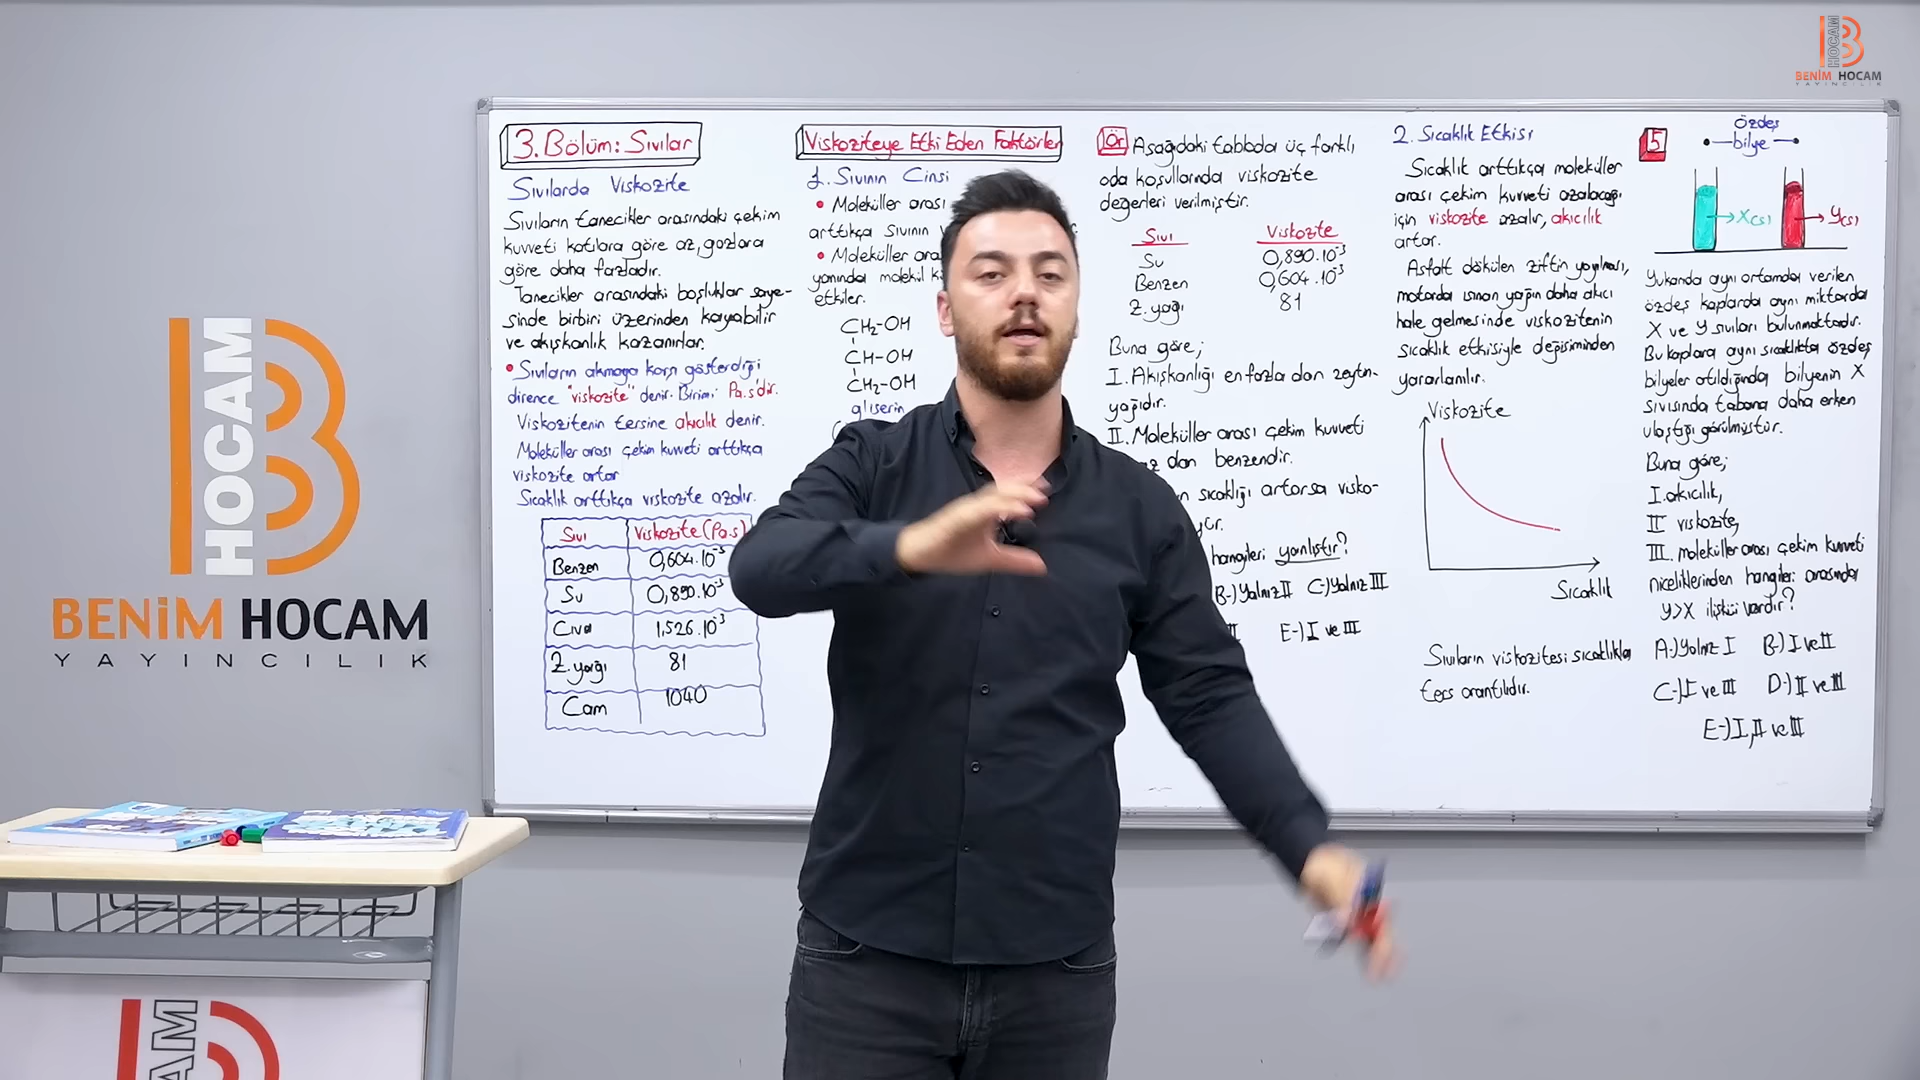 BENİM HOCAM
YAYINCILIK
HOCAM
BENİM HOCAM
YAYINCILIK
3. Bölüm: Sıvılar
Sıvılarda Viskozite
Sıvıların tanecikler arasındaki çekim
kuvveti katılara göre az, gazlara
göre daha fazladır.
Tanecikler arasındaki boşluklar saye-
sinde birbiri üzerinden kayabilir
ve akışkanlık kazanırlar.
• Sıvıların akmaya karşı gösterdiği
dirence "viskozite" denir. Birimi Pa.s'dir.
Viskozitenin tersine akıcılık denir.
Moleküller arası çekim kuvveti arttıkça
viskozite artar
Sıcaklık arttıkça viskozite azalır.
Sıvı Viskozite (Pa.s)
Benzen 0,604.10⁻³
Su 0,890.10⁻³
Cıva 1,526.10⁻³
Z. yağı 81
Cam 1040
Viskoziteye Etki Eden Faktörler
1. Sıvının Cinsi
• Moleküller arası
arttıkça sıvının
• Moleküller ara
yanında molekül
etkiler.
CH₂-OH
CH-OH
CH₂-OH
gliserin
Ör Aşağıdaki tabloda üç farklı
oda koşullarında viskozite
değerleri verilmiştir.
Sıvı Viskozite
Su 0,890.10⁻³
Benzen 0,604.10⁻³
Z. yağı 81
Buna göre;
I. Akışkanlığı en fazla olan zeytin-
yağıdır.
II. Moleküller arası çekim kuvveti
az olan benzendir.
sıcaklığı artarsa visko-
hangileri yanlıştır?
B-) Yalnız II C-) Yalnız III
E-) I ve III
2. Sıcaklık Etkisi
Sıcaklık arttıkça moleküller
arası çekim kuvveti azalacağı
için viskozite azalır, akıcılık
artar.
Asfalt dökülen ziftin yayılması,
motorda ısınan yağın daha akıcı
hale gelmesinde viskozitenin
sıcaklık etkisiyle değişiminden
yararlanılır.
Viskozite
Sıcaklık
Sıvıların viskozitesi sıcaklıkla
ters orantılıdır.
5
özdeş
bilye
X(s)
Y(s)
Yukarıda aynı ortamda verilen
özdeş kaplarda aynı miktarda
X ve Y sıvıları bulunmaktadır.
Bu kaplara aynı sıcaklıkta özdeş
bilyeler atıldığında bilyenin X
sıvısında tabana daha erken
ulaştığı görülmüştür.
Buna göre;
I. akıcılık,
II. viskozite,
III. moleküller arası çekim kuvveti
niceliklerinden hangileri arasında
Y>X ilişkisi vardır?
A-) Yalnız I B-) I ve II
C-) I ve III D-) II ve III
E-) I, II ve III